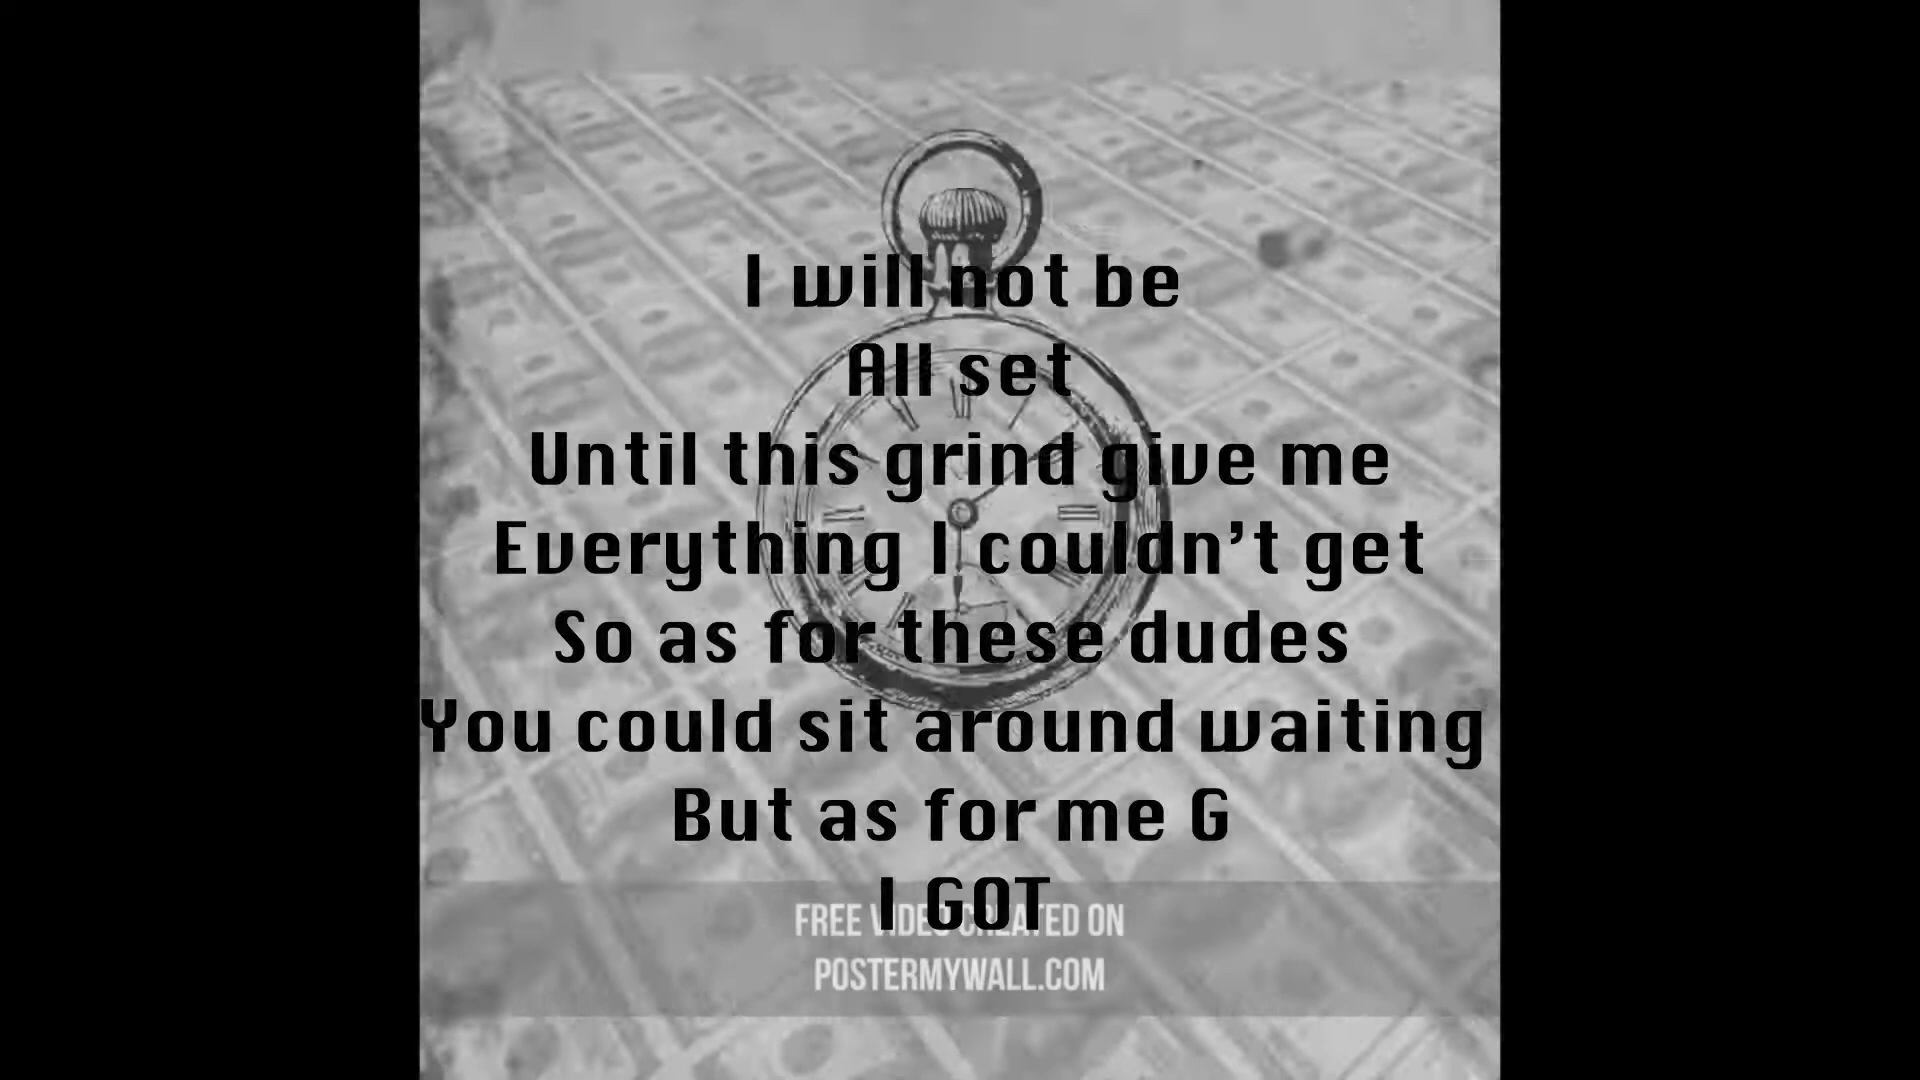 I will not be
All set
Until this grind give me
Everything I couldn’t get
So as for these dudes
You could sit around waiting
But as for me G
I GOT
FREE VIDEO CREATED ON
POSTERMYWALL.COM